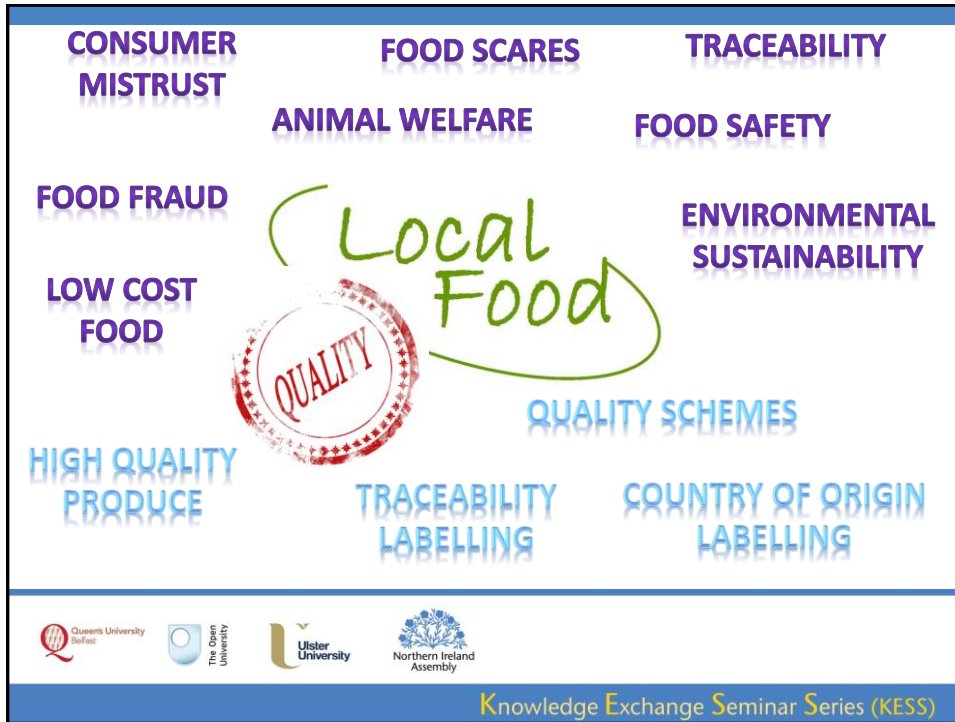 CONSUMER
MISTRUST
FOOD SCARES
TRACEABILITY
ANIMAL WELFARE
FOOD SAFETY
FOOD FRAUD
Local
Food
ENVIRONMENTAL
SUSTAINABILITY
LOW COST
FOOD
QUALITY
QUALITY SCHEMES
HIGH QUALITY
PRODUCE
TRACEABILITY
LABELLING
COUNTRY OF ORIGIN
LABELLING
Queen's University
Belfast
The Open
University
Ulster
University
Northern Ireland
Assembly
Knowledge Exchange Seminar Series (KESS)